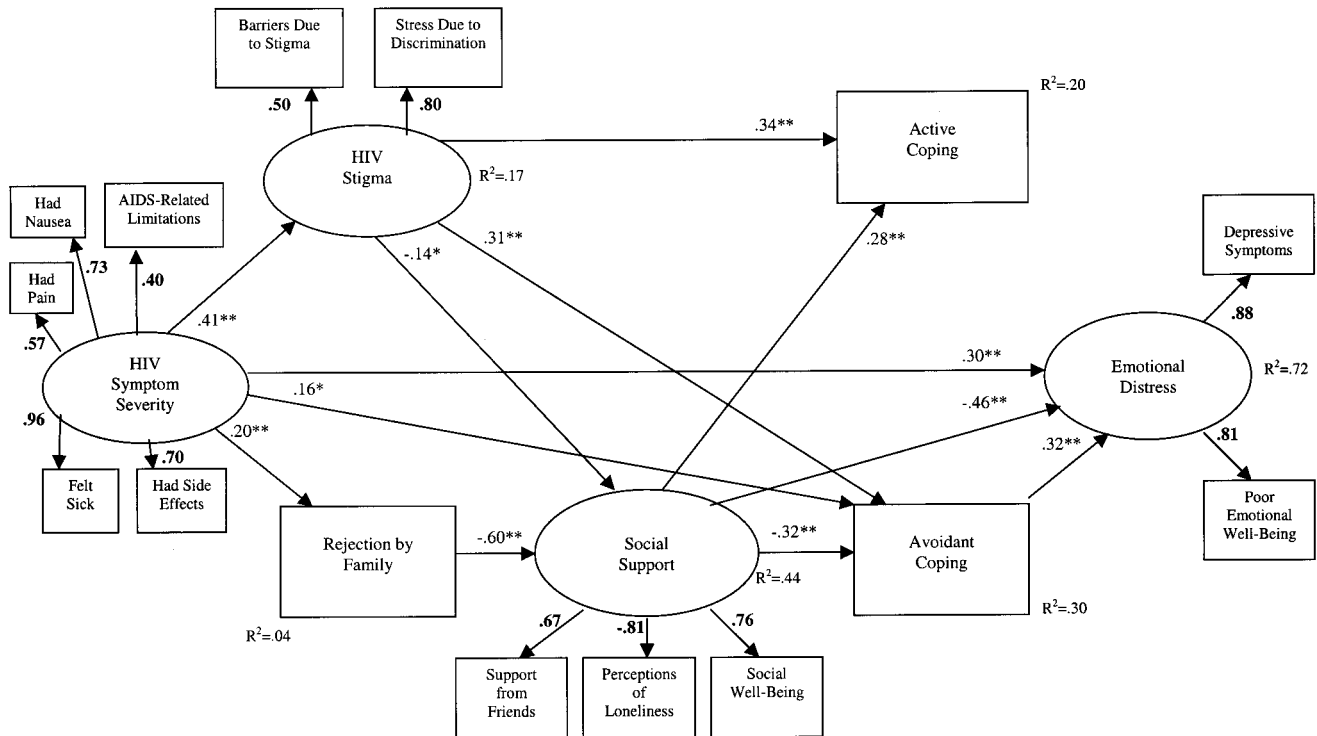 Barriers Due
to Stigma
Stress Due to
Discrimination
.50
.80
R²=.20
Active
Coping
.34**
HIV
Stigma
R²=.17
Had
Nausea
AIDS-Related
Limitations
.73
.40
Had
Pain
.57
.41**
-.14*
.31**
.28**
Depressive
Symptoms
.88
HIV
Symptom
Severity
.30**
Emotional
Distress
R²=.72
.16*
-.46**
.96
.20**
.32**
.81
.70
Felt
Sick
Had Side
Effects
Poor
Emotional
Well-Being
Rejection by
Family
-.60**
Social
Support
-.32**
Avoidant
Coping
R²=.44
R²=.04
R²=.30
.67
-.81
.76
Support
from
Friends
Perceptions
of
Loneliness
Social
Well-Being